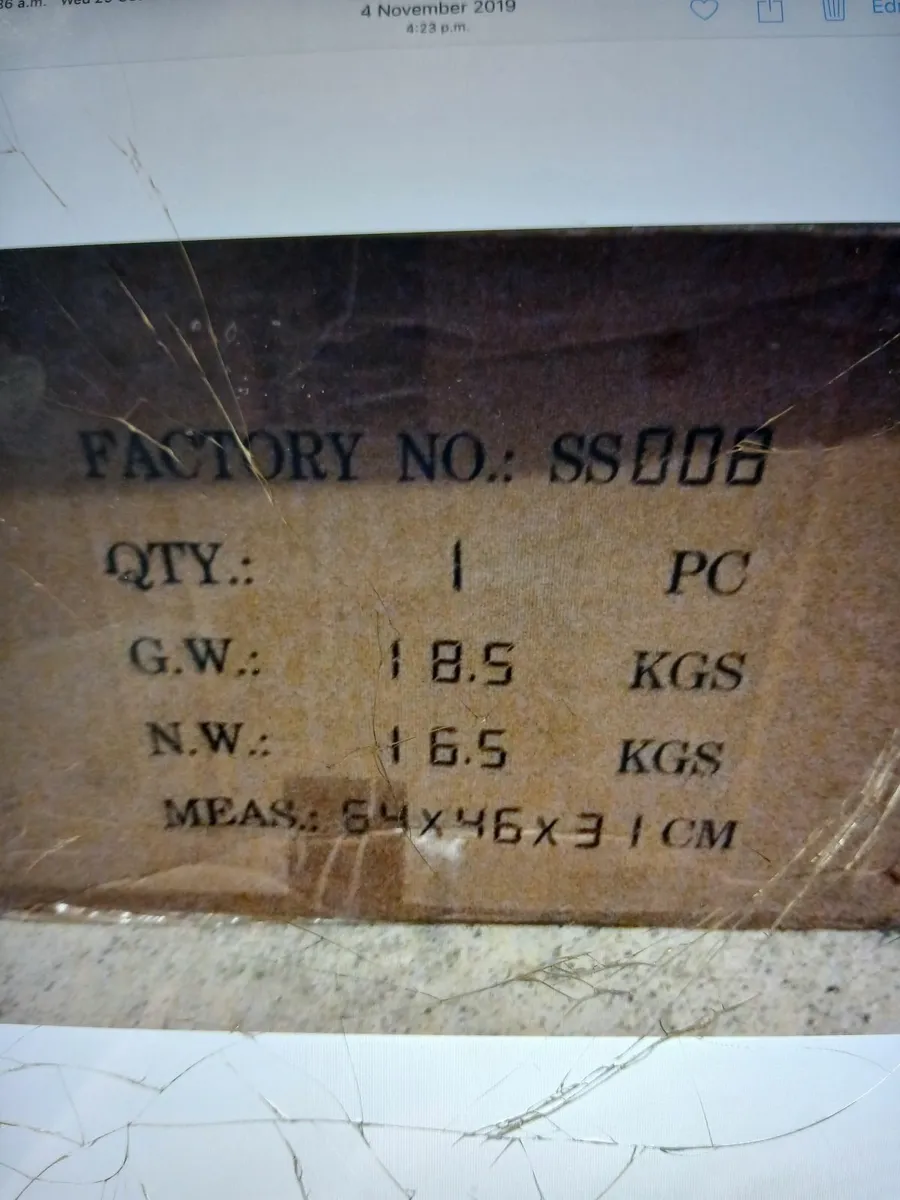 a.m.
4 November 2019
4:23 p.m.
FACTORY NO.: SS008
QTY.: 1 PC
G.W.: 18.5 KGS
N.W.: 16.5 KGS
MEAS.: 64x46x31 CM